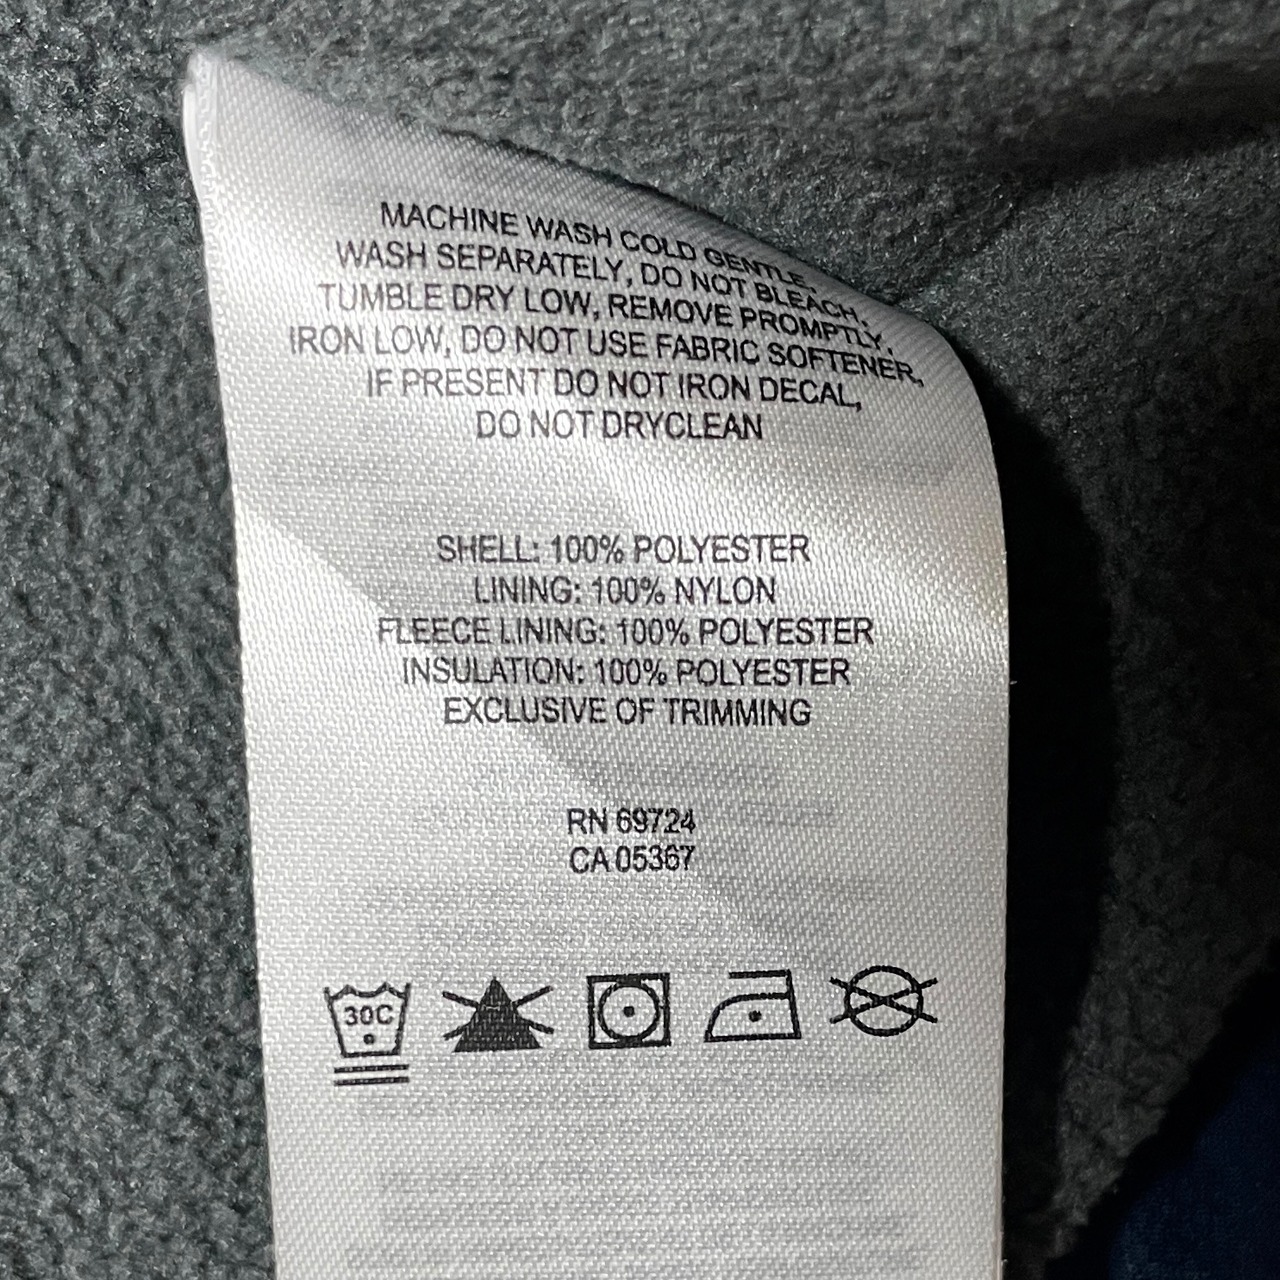 MACHINE WASH COLD GENTLE,
WASH SEPARATELY, DO NOT BLEACH,
TUMBLE DRY LOW, REMOVE PROMPTLY,
IRON LOW, DO NOT USE FABRIC SOFTENER,
IF PRESENT DO NOT IRON DECAL,
DO NOT DRYCLEAN
SHELL: 100% POLYESTER
LINING: 100% NYLON
FLEECE LINING: 100% POLYESTER
INSULATION: 100% POLYESTER
EXCLUSIVE OF TRIMMING
RN 69724
CA 05367
30C